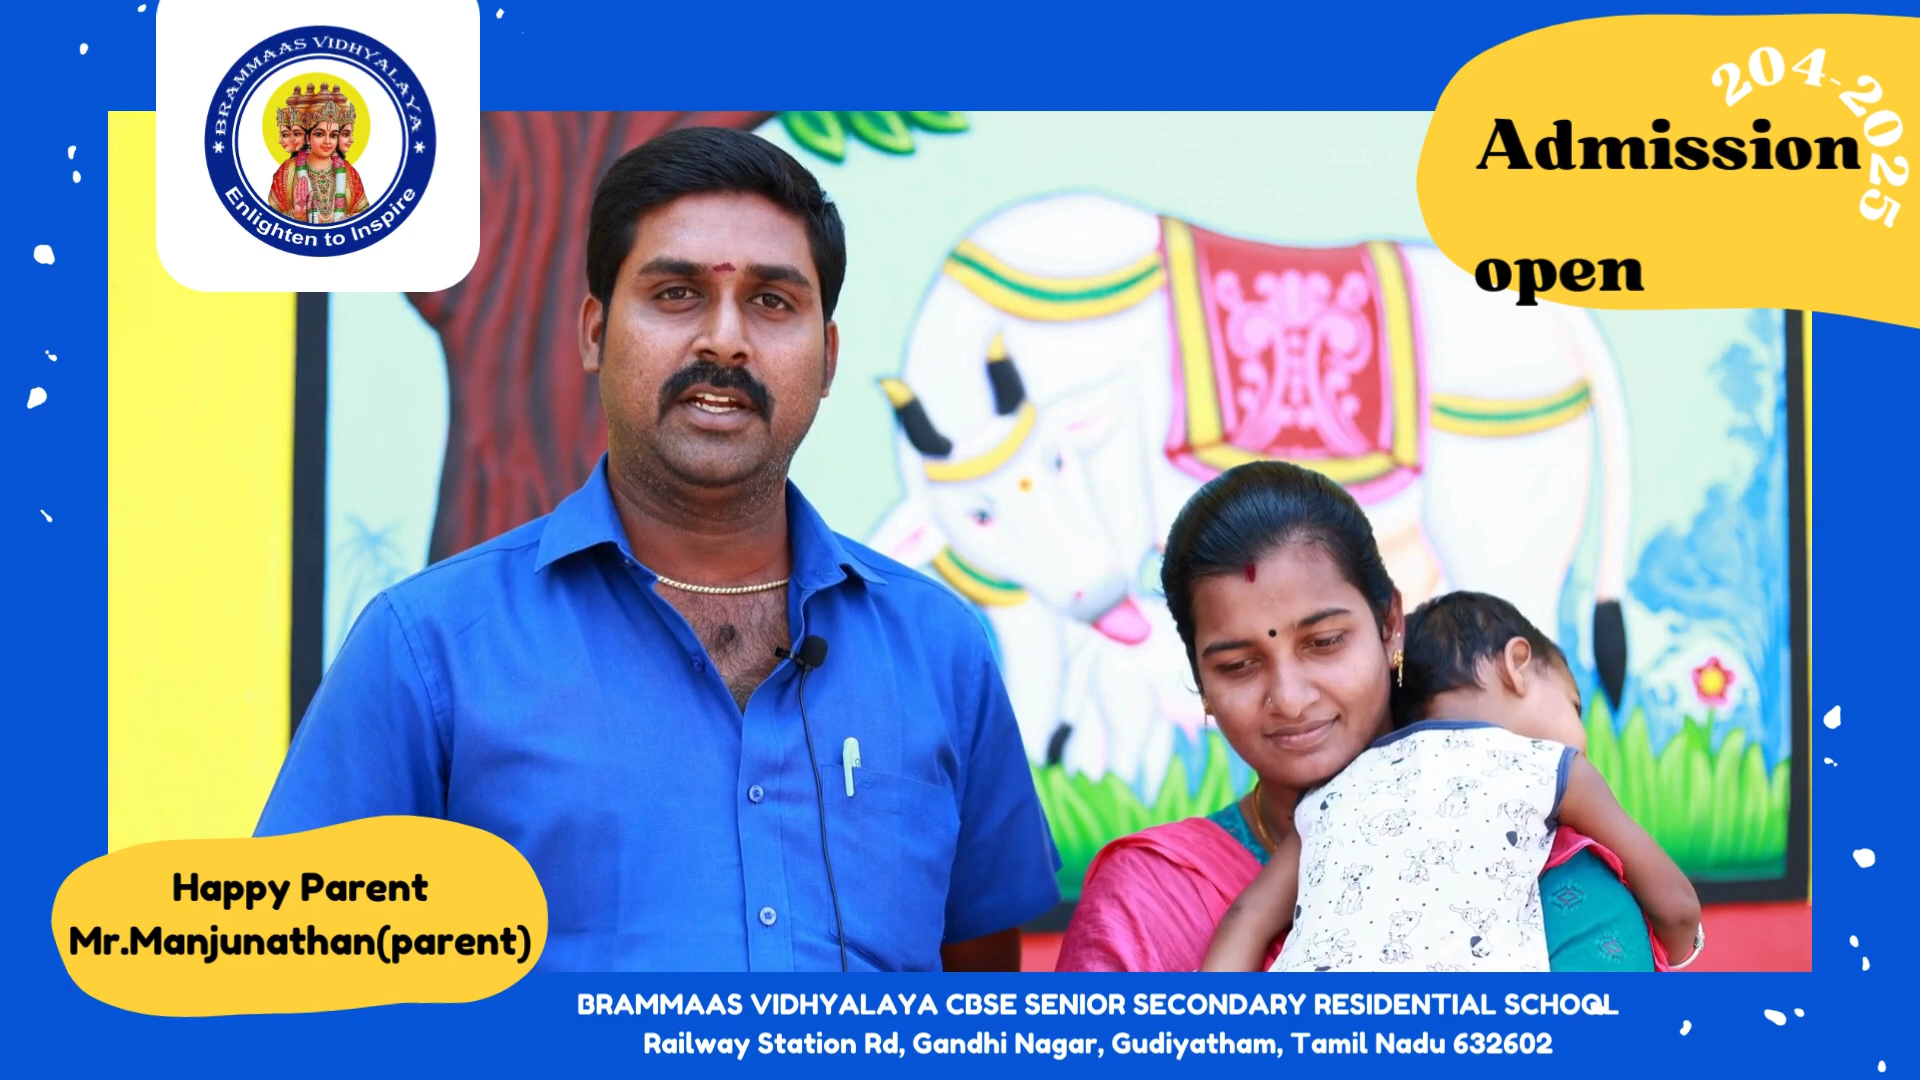 BRAMMAAS VIDHYALAYA
Enlighten to Inspire
204-2025
Admission
open
Happy Parent
Mr.Manjunathan(parent)
BRAMMAAS VIDHYALAYA CBSE SENIOR SECONDARY RESIDENTIAL SCHOOL
Railway Station Rd, Gandhi Nagar, Gudiyatham, Tamil Nadu 632602